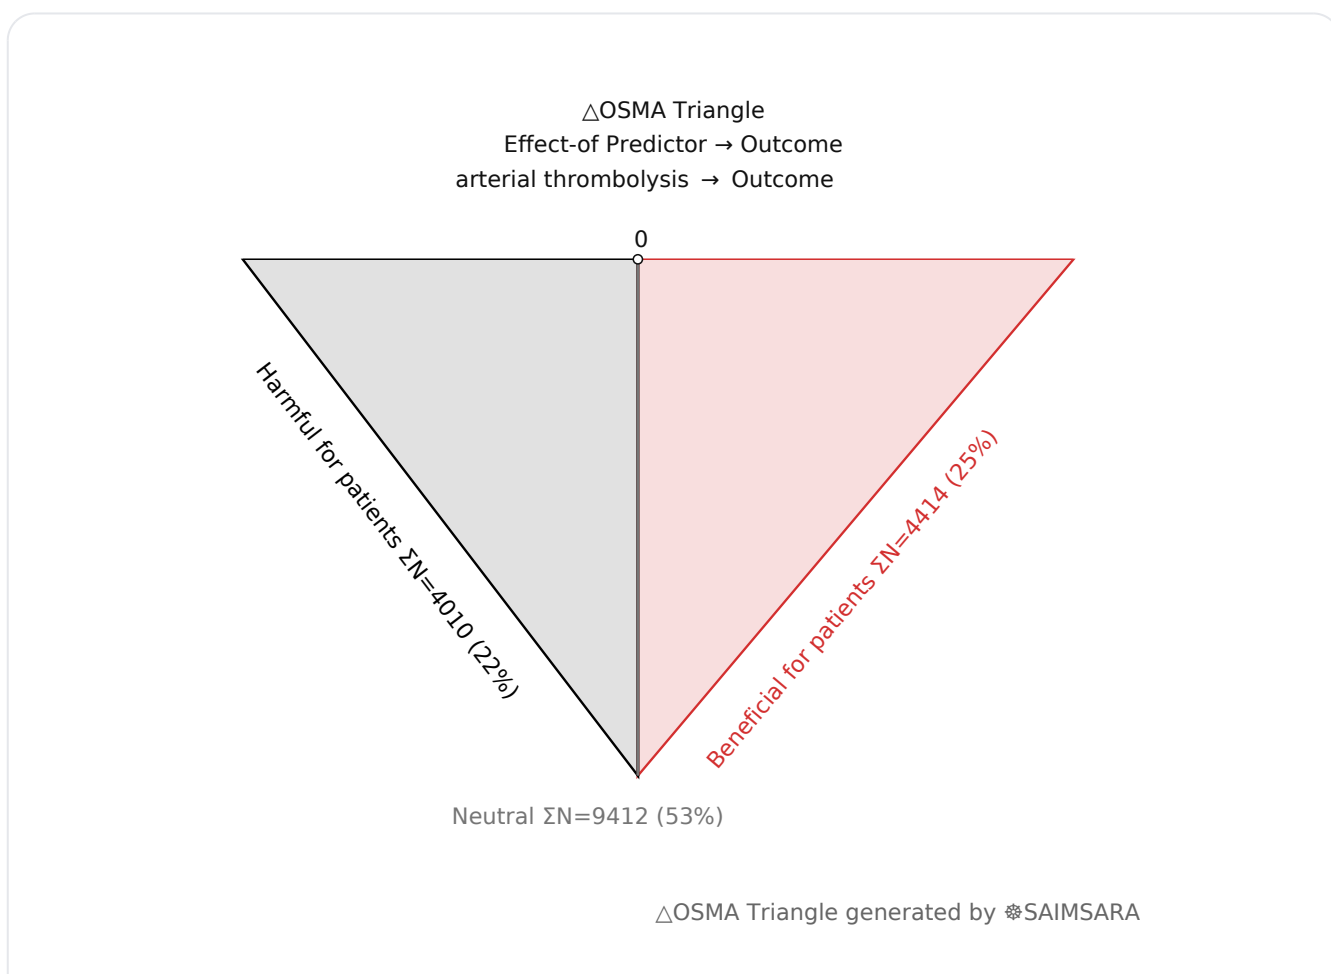 △OSMA Triangle
Effect-of Predictor → Outcome
arterial thrombolysis → Outcome
0
Harmful for patients ΣN=4010 (22%)
Beneficial for patients ΣN=4414 (25%)
Neutral ΣN=9412 (53%)
△OSMA Triangle generated by ☸SAIMSARA